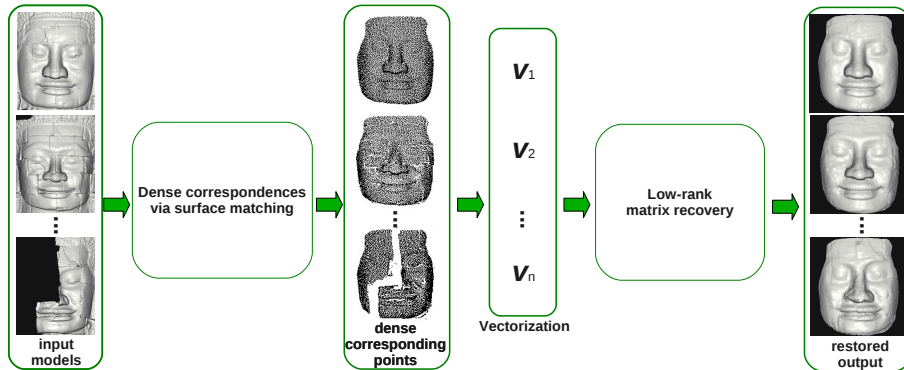 input
models
Dense correspondences
via surface matching
dense
corresponding
points
V1
V2
...
Vn
Vectorization
Low-rank
matrix recovery
restored
output